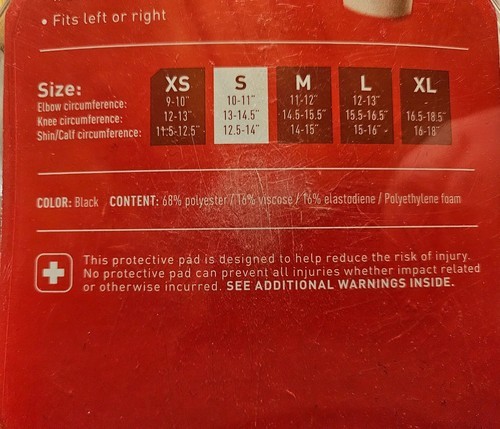 • Fits left or right
Size: XS S M L XL
Elbow circumference: 9-10" 10-11" 11-12" 12-13" -
Knee circumference: 12-13" 13-14.5" 14.5-15.5" 15.5-16.5" 16.5-18.5"
Shin/Calf circumference: 11.5-12.5" 12.5-14" 14-15" 15-16" 16-18"
COLOR: Black CONTENT: 68% polyester / 16% viscose / 16% elastodiene / Polyethylene foam
This protective pad is designed to help reduce the risk of injury.
No protective pad can prevent all injuries whether impact related
or otherwise incurred. SEE ADDITIONAL WARNINGS INSIDE.